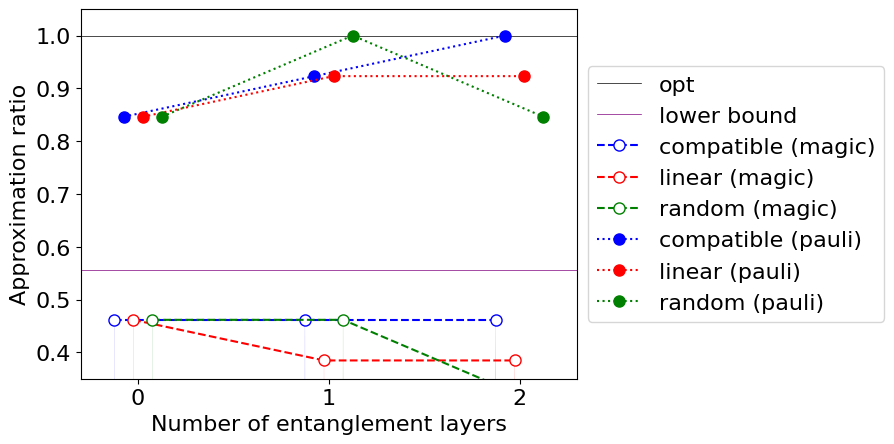 1.0
0.9
0.8
0.7
0.6
0.5
0.4
Approximation ratio
0
1
2
Number of entanglement layers
opt
lower bound
compatible (magic)
linear (magic)
random (magic)
compatible (pauli)
linear (pauli)
random (pauli)